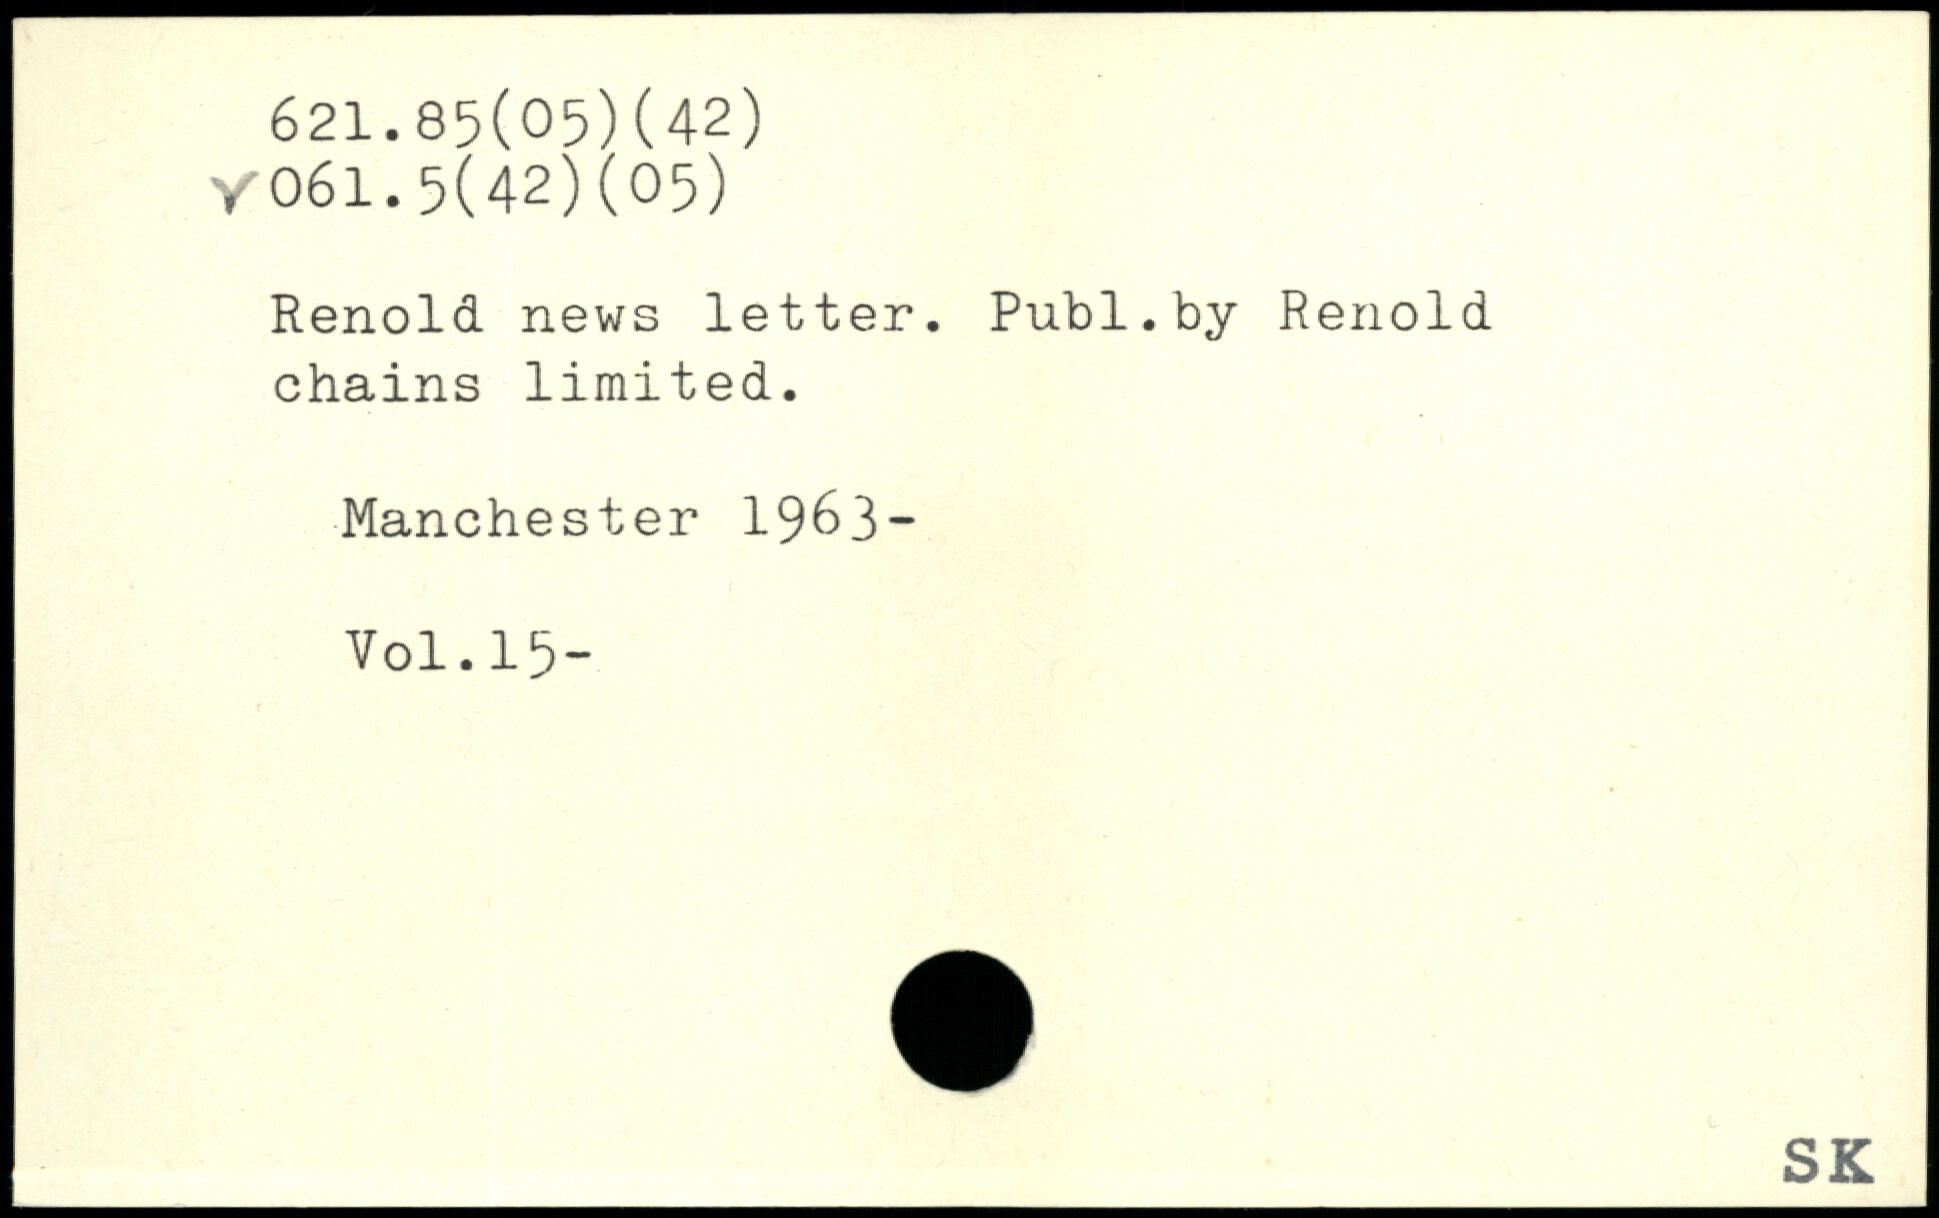 621.85(05)(42)
061.5(42)(05)
Renold news letter. Publ.by Renold
chains limited.
Manchester 1963-
Vol.15-
SK